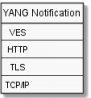 YANG Notification
VES
HTTP
TLS
TCP/IP